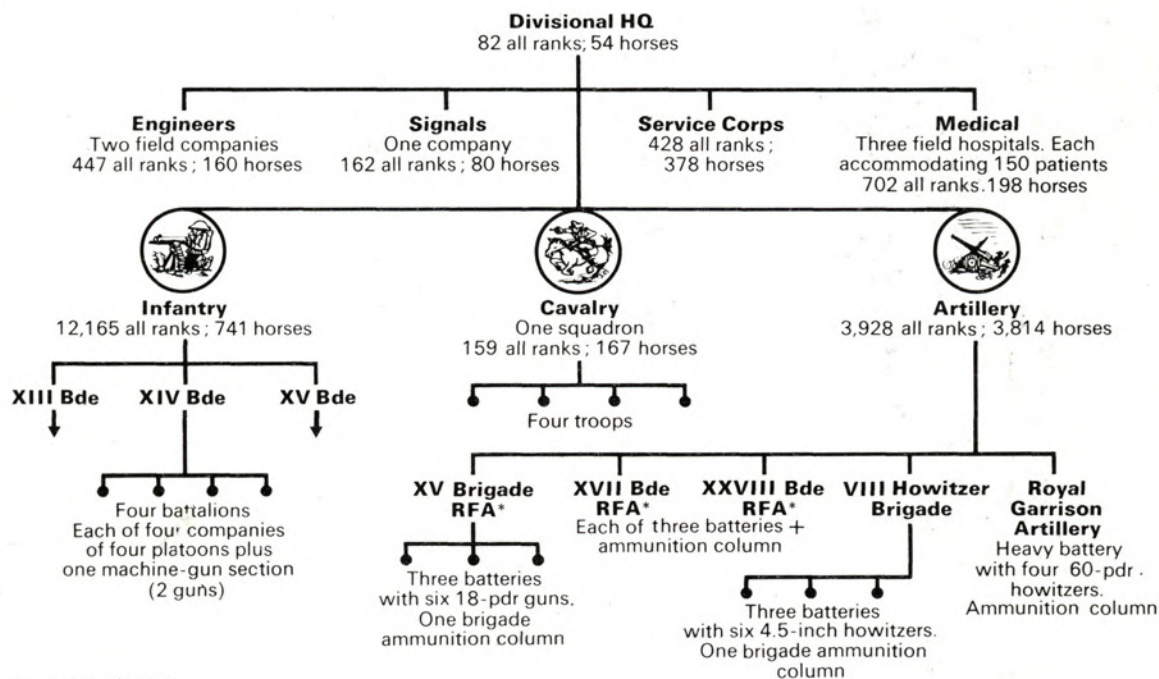 Divisional HQ
82 all ranks; 54 horses
Engineers
Two field companies
447 all ranks; 160 horses
Signals
One company
162 all ranks; 80 horses
Service Corps
428 all ranks;
378 horses
Medical
Three field hospitals. Each
accommodating 150 patients
702 all ranks.198 horses
Infantry
12,165 all ranks; 741 horses
Cavalry
One squadron
159 all ranks; 167 horses
Artillery
3,928 all ranks; 3,814 horses
XIII Bde
XIV Bde
XV Bde
Four troops
Four battalions
Each of four companies
of four platoons plus
one machine-gun section
(2 guns)
XV Brigade
RFA*
XVII Bde
RFA*
XXVIII Bde
RFA*
Each of three batteries +
ammunition column
VIII Howitzer
Brigade
Royal
Garrison
Artillery
Heavy battery
with four 60-pdr.
howitzers.
Ammunition column
Three batteries
with six 18-pdr guns.
One brigade
ammunition column
Three batteries
with six 4.5-inch howitzers.
One brigade ammunition
column